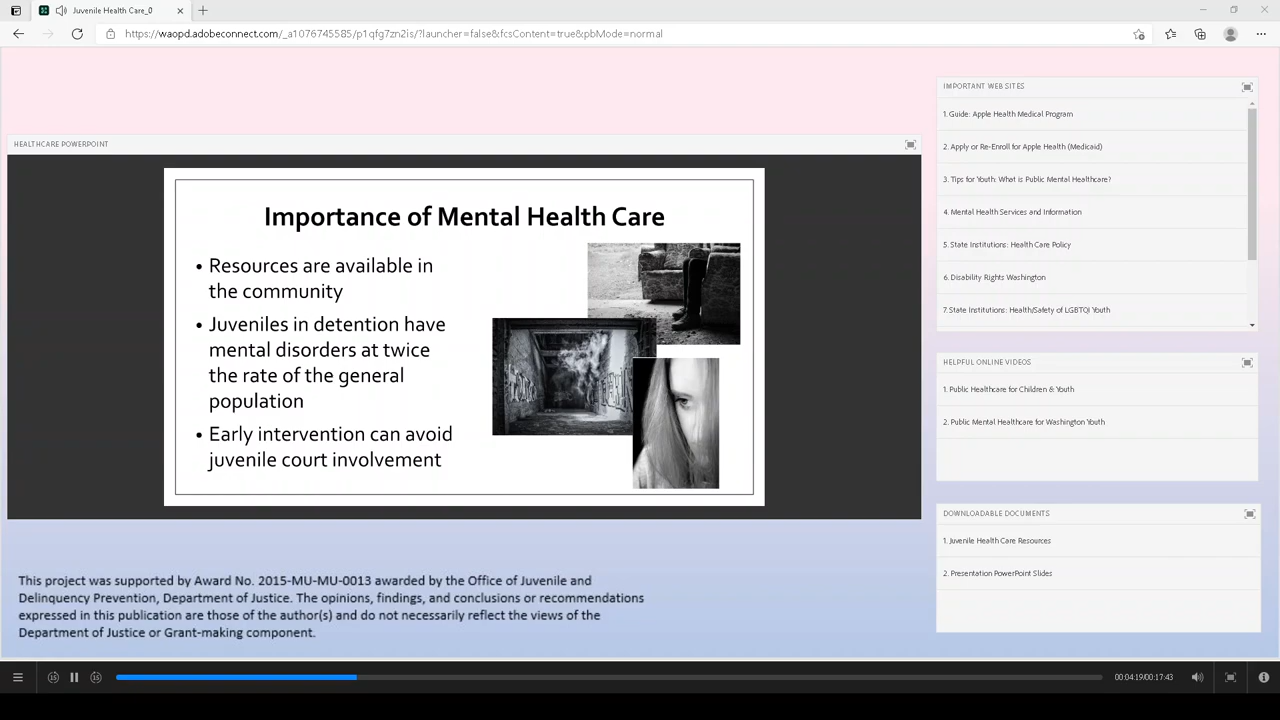 Juvenile Health Care_0
https://waopd.adobeconnect.com/_a1076745585/p1qfg7zn2is/?launcher=false&fcsContent=true&pbMode=normal
HEALTHCARE POWERPOINT
Importance of Mental Health Care
• Resources are available in
the community
• Juveniles in detention have
mental disorders at twice
the rate of the general
population
• Early intervention can avoid
juvenile court involvement
IMPORTANT WEB SITES
1. Guide: Apple Health Medical Program
2. Apply or Re-Enroll for Apple Health (Medicaid)
3. Tips for Youth: What is Public Mental Healthcare?
4. Mental Health Services and Information
5. State Institutions: Health Care Policy
6. Disability Rights Washington
7. State Institutions: Health/Safety of LGBTQI Youth
HELPFUL ONLINE VIDEOS
1. Public Healthcare for Children & Youth
2. Public Mental Healthcare for Washington Youth
DOWNLOADABLE DOCUMENTS
1. Juvenile Health Care Resources
2. Presentation PowerPoint Slides
This project was supported by Award No. 2015-MU-MU-0013 awarded by the Office of Juvenile and
Delinquency Prevention, Department of Justice. The opinions, findings, and conclusions or recommendations
expressed in this publication are those of the author(s) and do not necessarily reflect the views of the
Department of Justice or Grant-making component.
15
15
00:04:19/00:17:43